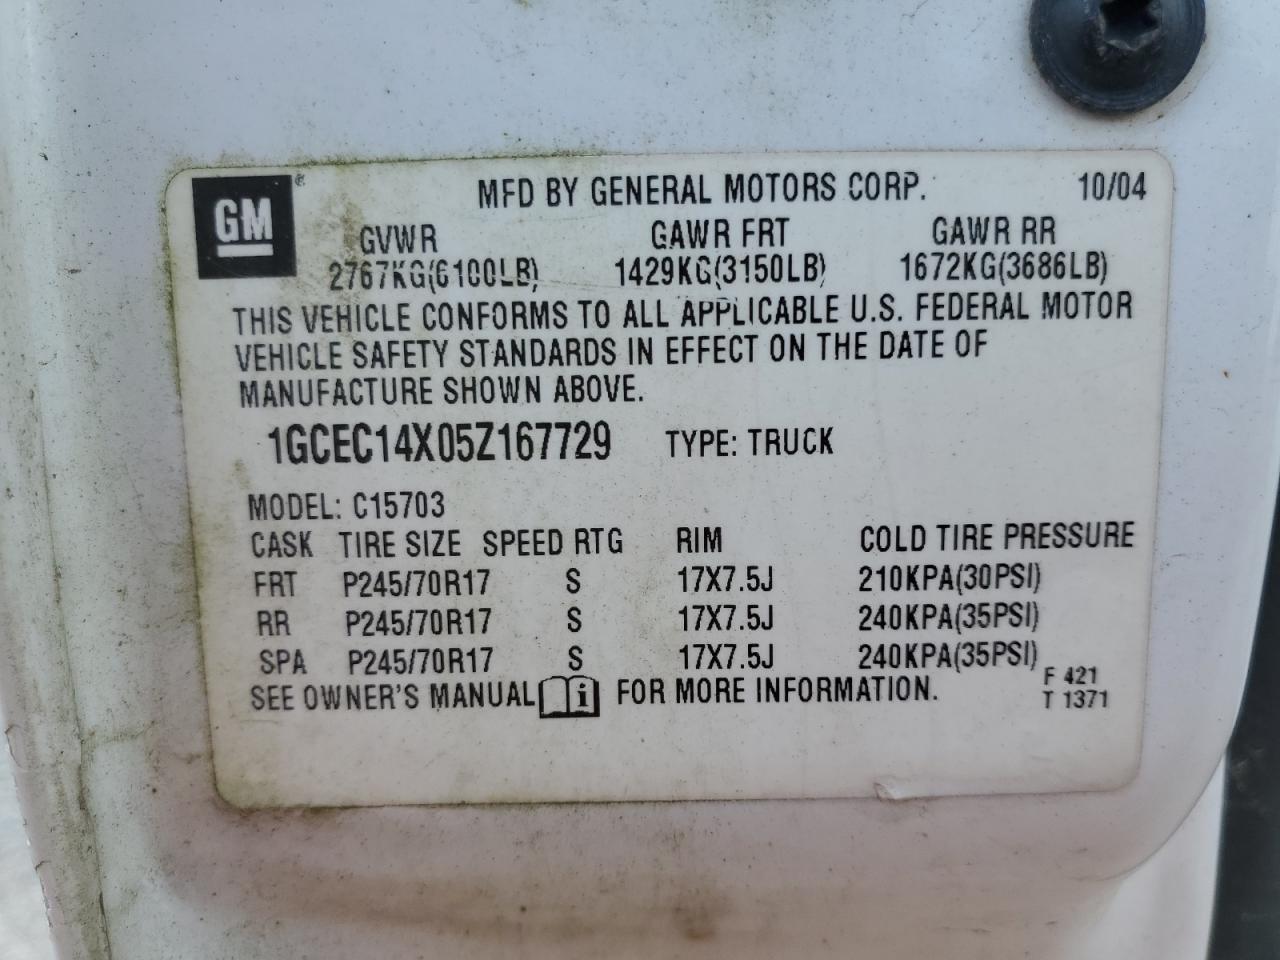 GM ®
MFD BY GENERAL MOTORS CORP. 10/04
GVWR GAWR FRT GAWR RR
2767KG(6100LB) 1429KG(3150LB) 1672KG(3686LB)
THIS VEHICLE CONFORMS TO ALL APPLICABLE U.S. FEDERAL MOTOR
VEHICLE SAFETY STANDARDS IN EFFECT ON THE DATE OF
MANUFACTURE SHOWN ABOVE.
1GCEC14X05Z167729 TYPE: TRUCK
MODEL: C15703
CASK TIRE SIZE SPEED RTG RIM COLD TIRE PRESSURE
FRT P245/70R17 S 17X7.5J 210KPA(30PSI)
RR P245/70R17 S 17X7.5J 240KPA(35PSI)
SPA P245/70R17 S 17X7.5J 240KPA(35PSI)
SEE OWNER'S MANUAL i FOR MORE INFORMATION.
F 421
T 1371